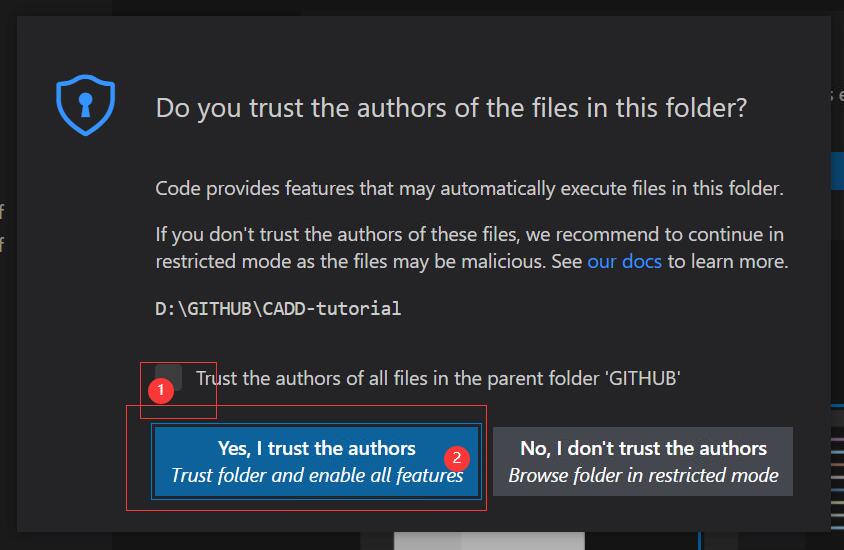 Do you trust the authors of the files in this folder?
Code provides features that may automatically execute files in this folder.
If you don't trust the authors of these files, we recommend to continue in
restricted mode as the files may be malicious. See our docs to learn more.
D:\GITHUB\CADD-tutorial
1
Trust the authors of all files in the parent folder 'GITHUB'
Yes, I trust the authors
Trust folder and enable all features
2
No, I don't trust the authors
Browse folder in restricted mode